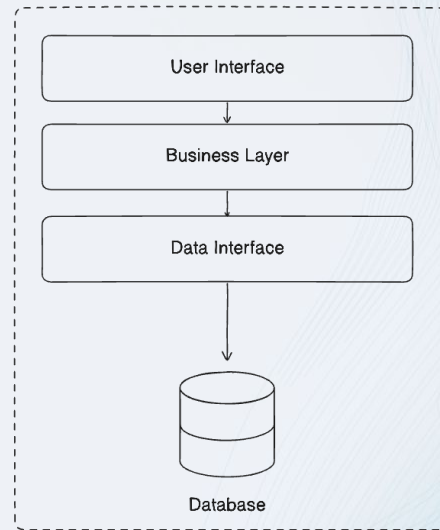 User Interface
Business Layer
Data Interface
Database